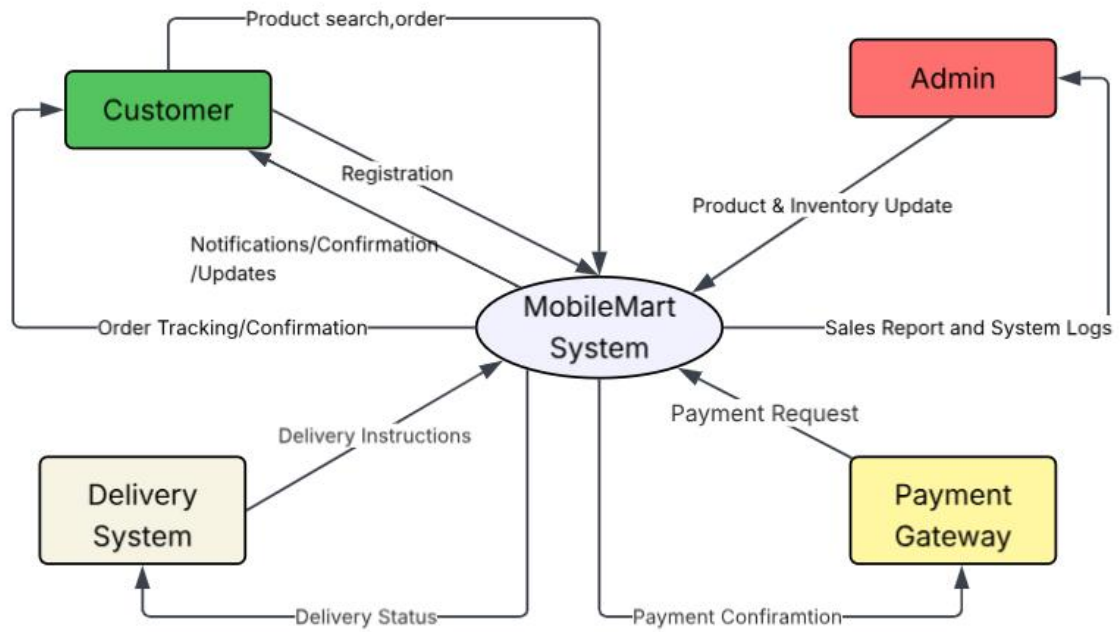 Product search,order
Customer
Admin
Registration
Product & Inventory Update
Notifications/Confirmation
/Updates
MobileMart
System
Order Tracking/Confirmation
Sales Report and System Logs
Payment Request
Delivery Instructions
Delivery
System
Payment
Gateway
Delivery Status
Payment Confiramtion